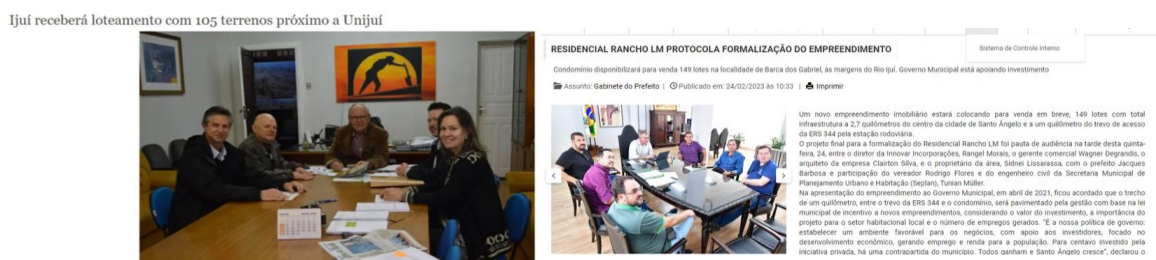 Ijuí receberá loteamento com 105 terrenos próximo a Unijuí
RESIDENCIAL RANCHO LM PROTOCOLA FORMALIZAÇÃO DO EMPREENDIMENTO
Sistema de Controle Interno
Condomínio disponibilizará para venda 149 lotes na localidade de Barca dos Gabriel, às margens do Rio Ijuí. Governo Municipal está apoiando investimento
Assunto: Gabinete do Prefeito | Publicado em: 24/02/2023 às 10:33 | Imprimir
Um novo empreendimento imobiliário estará colocando para venda em breve, 149 lotes com total
infraestrutura a 2,7 quilômetros do centro da cidade de Santo Ângelo e a um quilômetro do trevo de acesso
da ERS 344 pela estação rodoviária.
O projeto final para a formalização do Residencial Rancho LM foi pauta de audiência na tarde desta quinta-
feira, 24, entre o diretor da Innovar Incorporações, Rangel Morais, o gerente comercial Wagner Degrandis, o
arquiteto da empresa Clairton Silva, e o proprietário da área, Sidnei Lissarassa, com o prefeito Jacques
Barbosa e participação do vereador Rodrigo Flores e do engenheiro civil da Secretaria Municipal de
Planejamento Urbano e Habitação (Seplan), Tunian Müller.
Na apresentação do empreendimento ao Governo Municipal, em abril de 2021, ficou acordado que o trecho
de um quilômetro, entre o trevo da ERS 344 e o condomínio, será pavimentado pela gestão com base na lei
municipal de incentivo a novos empreendimentos, considerando o valor do investimento, a importância do
projeto para o setor habitacional local e o número de empregos gerados. "É a nossa política de governo:
estabelecer um ambiente favorável para os negócios, com apoio aos investidores, focado no
desenvolvimento econômico, gerando emprego e renda para a população. Para centavo investido pela
iniciativa privada, há uma contrapartida do município. Todos ganham e Santo Ângelo cresce", declarou o